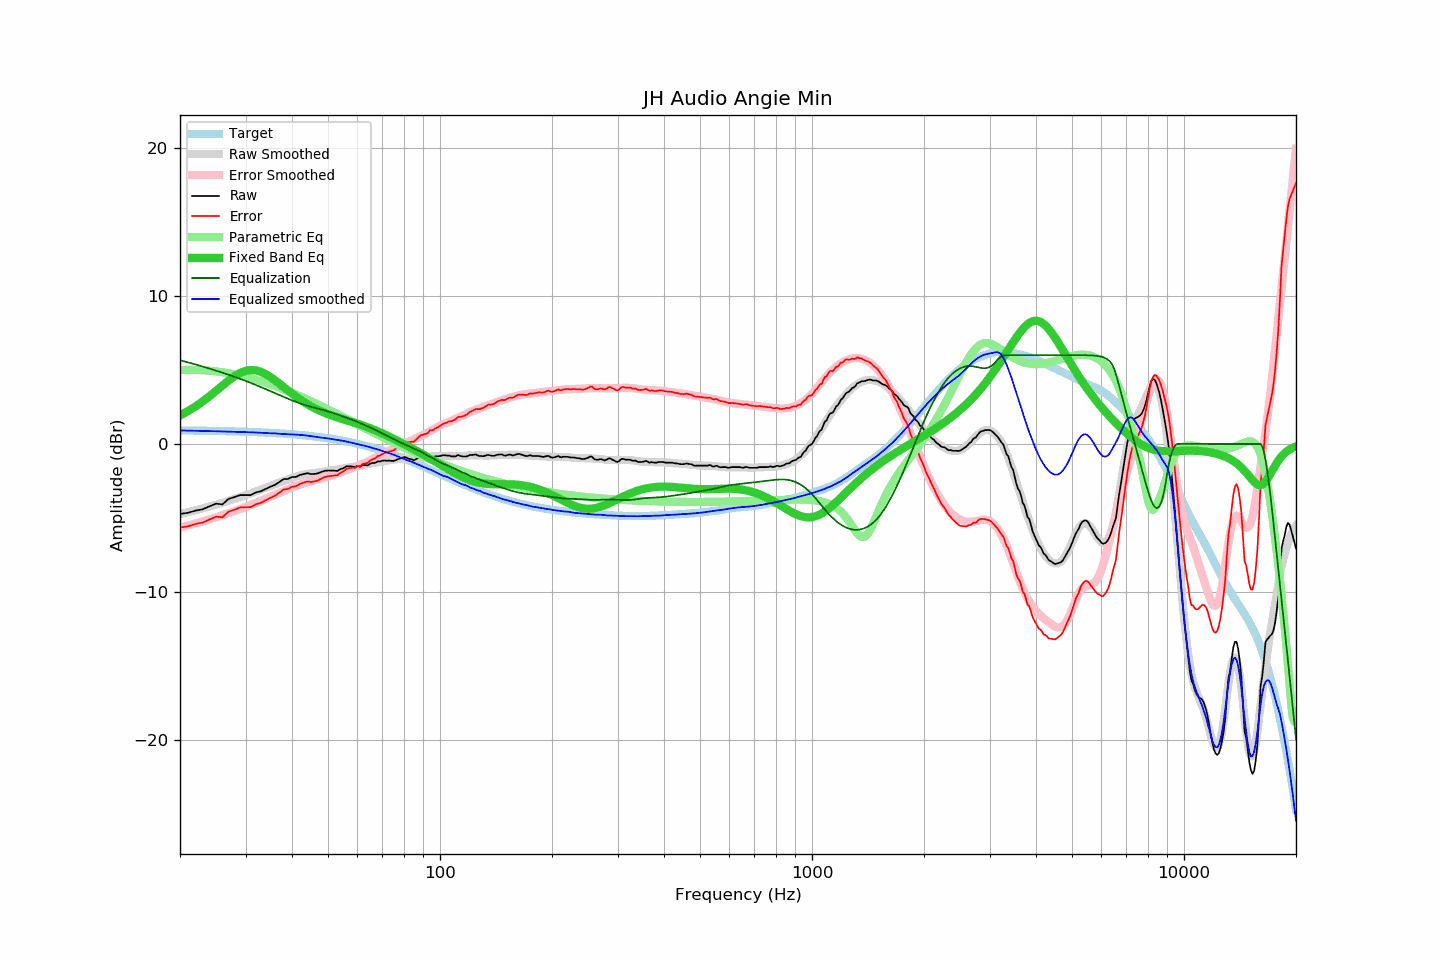 JH Audio Angie Min
Target
Raw Smoothed
Error Smoothed
Raw
Error
Parametric Eq
Fixed Band Eq
Equalization
Equalized smoothed
20
10
0
−10
−20
Amplitude (dBr)
100
1000
10000
Frequency (Hz)